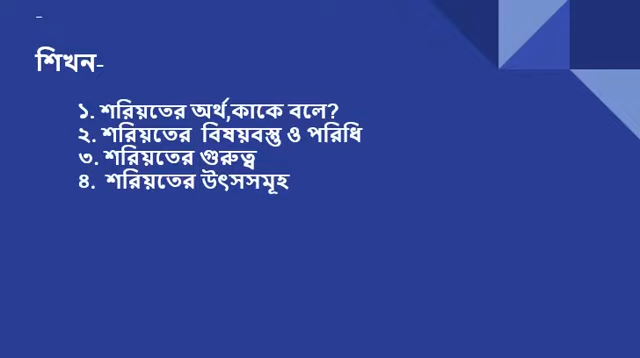 শিখন-
১. শরিয়তের অর্থ,কাকে বলে?
২. শরিয়তের বিষয়বস্তু ও পরিধি
৩. শরিয়তের গুরুত্ব
৪. শরিয়তের উৎসসমূহ